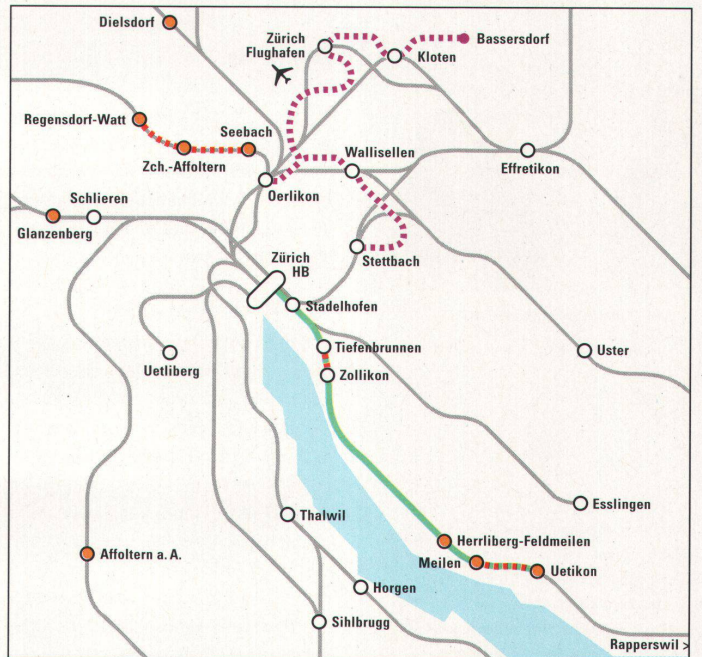 Dielsdorf
Zürich
Flughafen
Bassersdorf
Kloten
Regensdorf-Watt
Seebach
Zch.-Affoltern
Wallisellen
Effretikon
Oerlikon
Schlieren
Glanzenberg
Stettbach
Zürich
HB
Stadelhofen
Tiefenbrunnen
Uster
Uetliberg
Zollikon
Esslingen
Thalwil
Herrliberg-Feldmeilen
Affoltern a. A.
Meilen
Uetikon
Horgen
Sihlbrugg
Rapperswil >